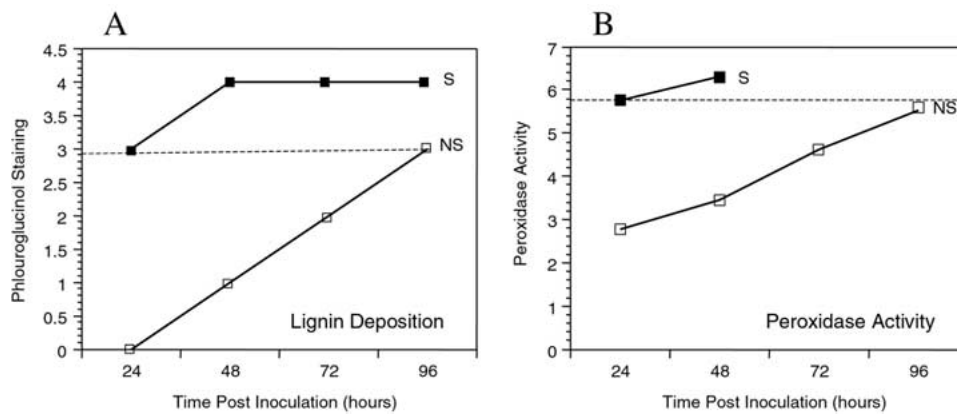 A
4.5
4
3.5
3
2.5
2
1.5
1
0.5
0
Phlouroglucinol Staining
S
NS
Lignin Deposition
24 48 72 96
Time Post Inoculation (hours)
B
7
6
5
4
3
2
1
0
Peroxidase Activity
S
NS
Peroxidase Activity
24 48 72 96
Time Post Inoculation (hours)